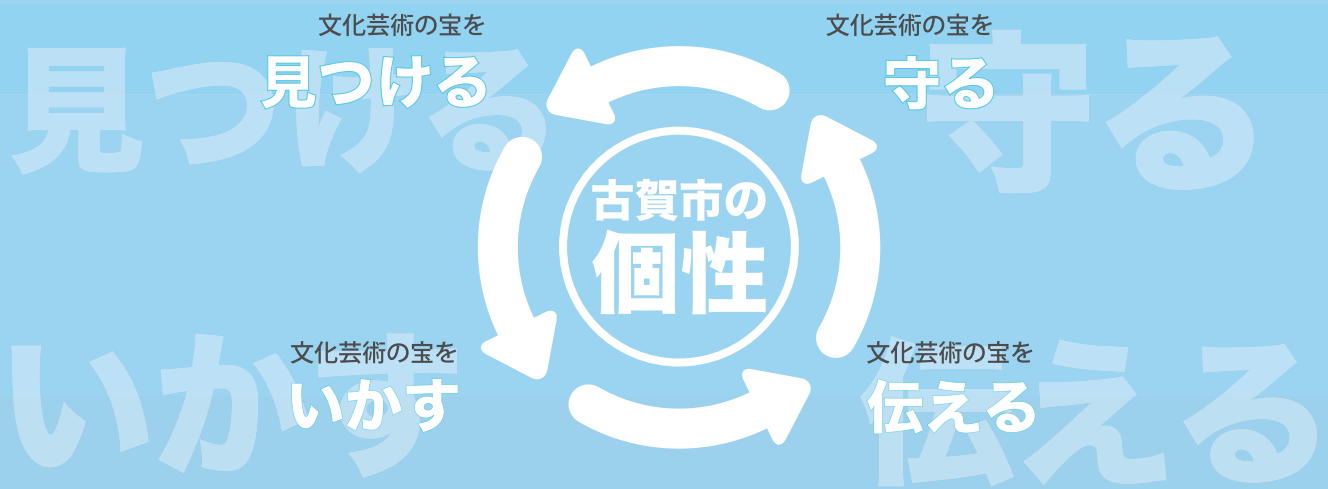 文化芸術の宝を
見つける
見つける
文化芸術の宝を
守る
守る
古賀市の
個性
文化芸術の宝を
いかす
いかす
文化芸術の宝を
伝える
伝える